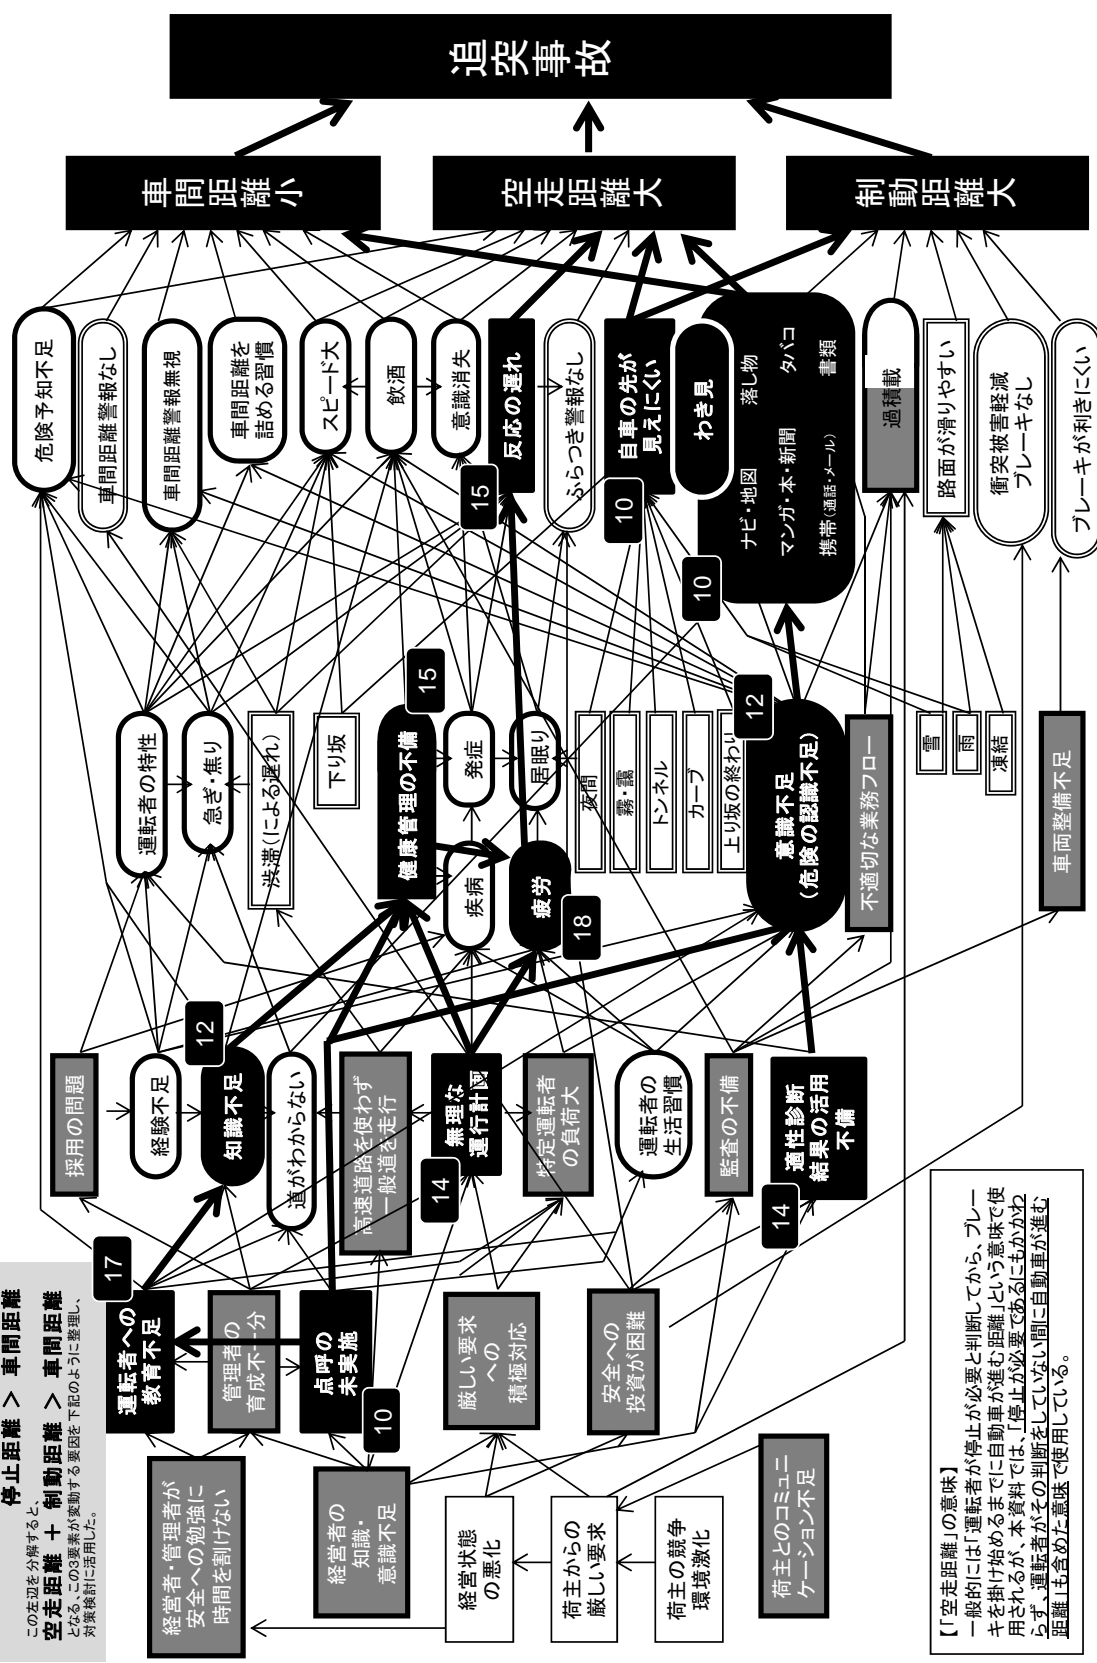 停止距離 > 車間距離
この左辺を分解すると、
空走距離 + 制動距離 > 車間距離
となる、この3要素が変動する要因を下記のように整理し、
対策検討に活用した。
経営者・管理者が
安全への勉強に
時間を割けない
経営者の
知識・
意識不足
経営状態
の悪化
荷主からの
厳しい要求
荷主の競争
環境激化
荷主とのコミュニ
ケーション不足
17
運転者への
教育不足
管理者の
育成不十分
点呼の
未実施
10
厳しい要求
への
積極対応
安全への
投資が困難
採用の問題
経験不足
12
知識不足
道がわからない
高速道路を使わず
一般道を走行
14
無理な
運行計画
特定運転者
の負荷大
運転者の
生活習慣
監査の不備
14
適性診断
結果の活用
不備
運転者の特性
急ぎ・焦り
渋滞(による遅れ)
下り坂
15
健康管理の不備
発症
疾病
居眠り
疲労
18
夜間
霧・靄
トンネル
カーブ
上り坂の終わり
12
意識不足
(危険の認識不足)
不適切な業務フロー
雪
雨
凍結
車両整備不足
危険予知不足
車間距離警報なし
車間距離警報無視
車間距離を
詰める習慣
スピード大
飲酒
意識消失
15
反応の遅れ
ふらつき警報なし
10
自車の先が
見えにくい
10
わき見
ナビ・地図 落し物
マンガ・本・新聞 タバコ
携帯(通話・メール) 書類
過積載
路面が滑りやすい
衝突被害軽減
ブレーキなし
ブレーキが利きにくい
車間距離小
空走距離大
制動距離大
追突事故
【「空走距離」の意味】
一般的には「運転者が停止が必要と判断してから、ブレー
キを掛け始めるまでに自動車が進む距離」という意味で使
用されるが、本資料では、「停止が必要であるにもかかわ
らず、運転者がその判断をしていない間に自動車が進む
距離」も含めた意味で使用している。